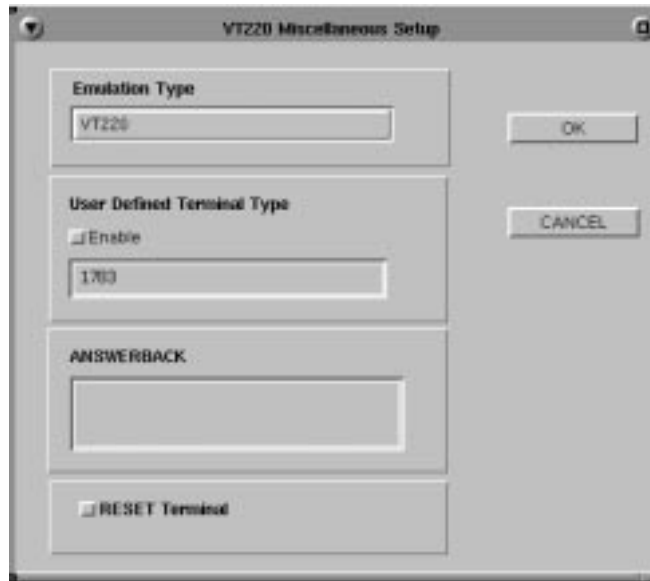 VT220 Miscellaneous Setup
Emulation Type
VT220
OK
User Defined Terminal Type
CANCEL
Enable
1783
ANSWERBACK
RESET Terminal